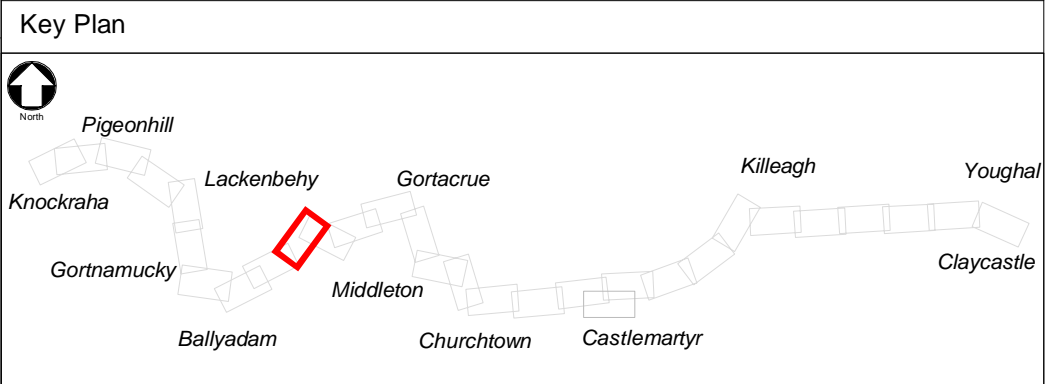 Key Plan
North
Pigeonhill
Knockraha
Lackenbehy
Gortacrue
Killeagh
Youghal
Gortnamucky
Middleton
Claycastle
Ballyadam
Churchtown
Castlemartyr